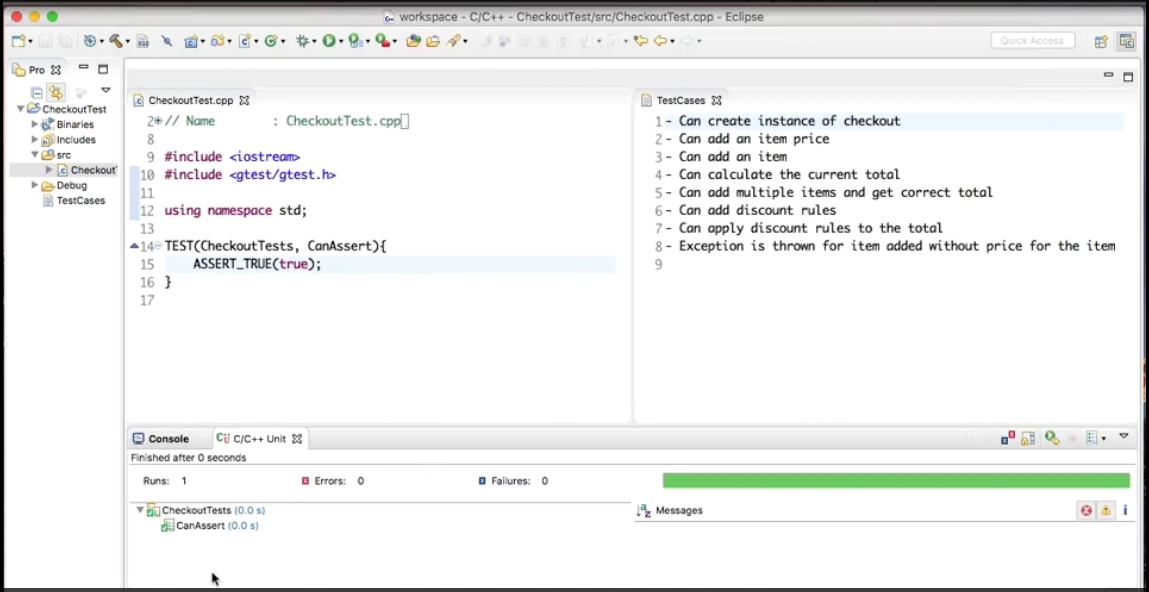 workspace - C/C++ - CheckoutTest/src/CheckoutTest.cpp - Eclipse
Quick Access
Pro
CheckoutTest
Binaries
Includes
src
Checkout
Debug
TestCases
CheckoutTest.cpp
2 // Name : CheckoutTest.cpp
8
9 #include <iostream>
10 #include <gtest/gtest.h>
11
12 using namespace std;
13
14 TEST(CheckoutTests, CanAssert){
15 ASSERT_TRUE(true);
16 }
17
TestCases
1 - Can create instance of checkout
2 - Can add an item price
3 - Can add an item
4 - Can calculate the current total
5 - Can add multiple items and get correct total
6 - Can add discount rules
7 - Can apply discount rules to the total
8 - Exception is thrown for item added without price for the item
9
Console
C/C++ Unit
Finished after 0 seconds
Runs: 1 Errors: 0 Failures: 0
CheckoutTests (0.0 s)
CanAssert (0.0 s)
Messages